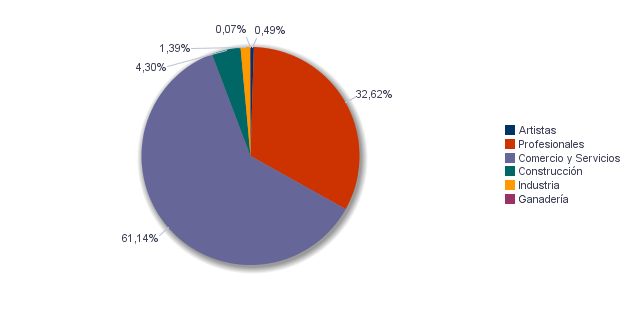 0,07%
0,49%
1,39%
4,30%
32,62%
61,14%
Artistas
Profesionales
Comercio y Servicios
Construcción
Industria
Ganadería